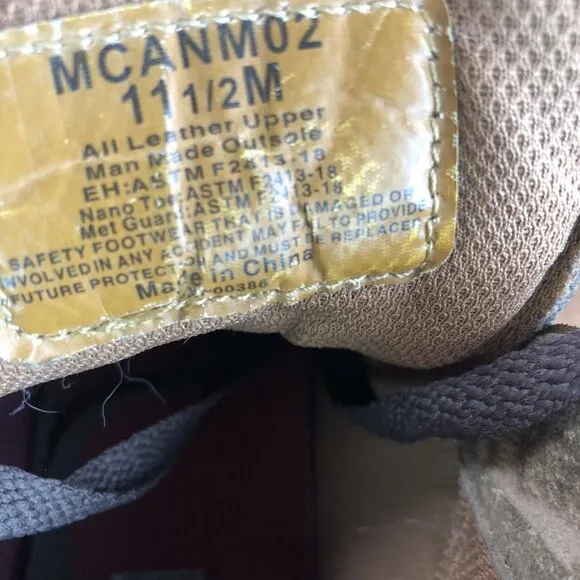 MCANM02
11 1/2 M
All Leather Upper
Man Made Outsole
EH:ASTM F2413-18
Nano Toe:ASTM F2413-18
Met Guard:ASTM F2413-18
SAFETY FOOTWEAR THAT IS DAMAGED OR
INVOLVED IN ANY ACCIDENT MAY FAIL TO PROVIDE
FUTURE PROTECTION AND MUST BE REPLACED
Made in China